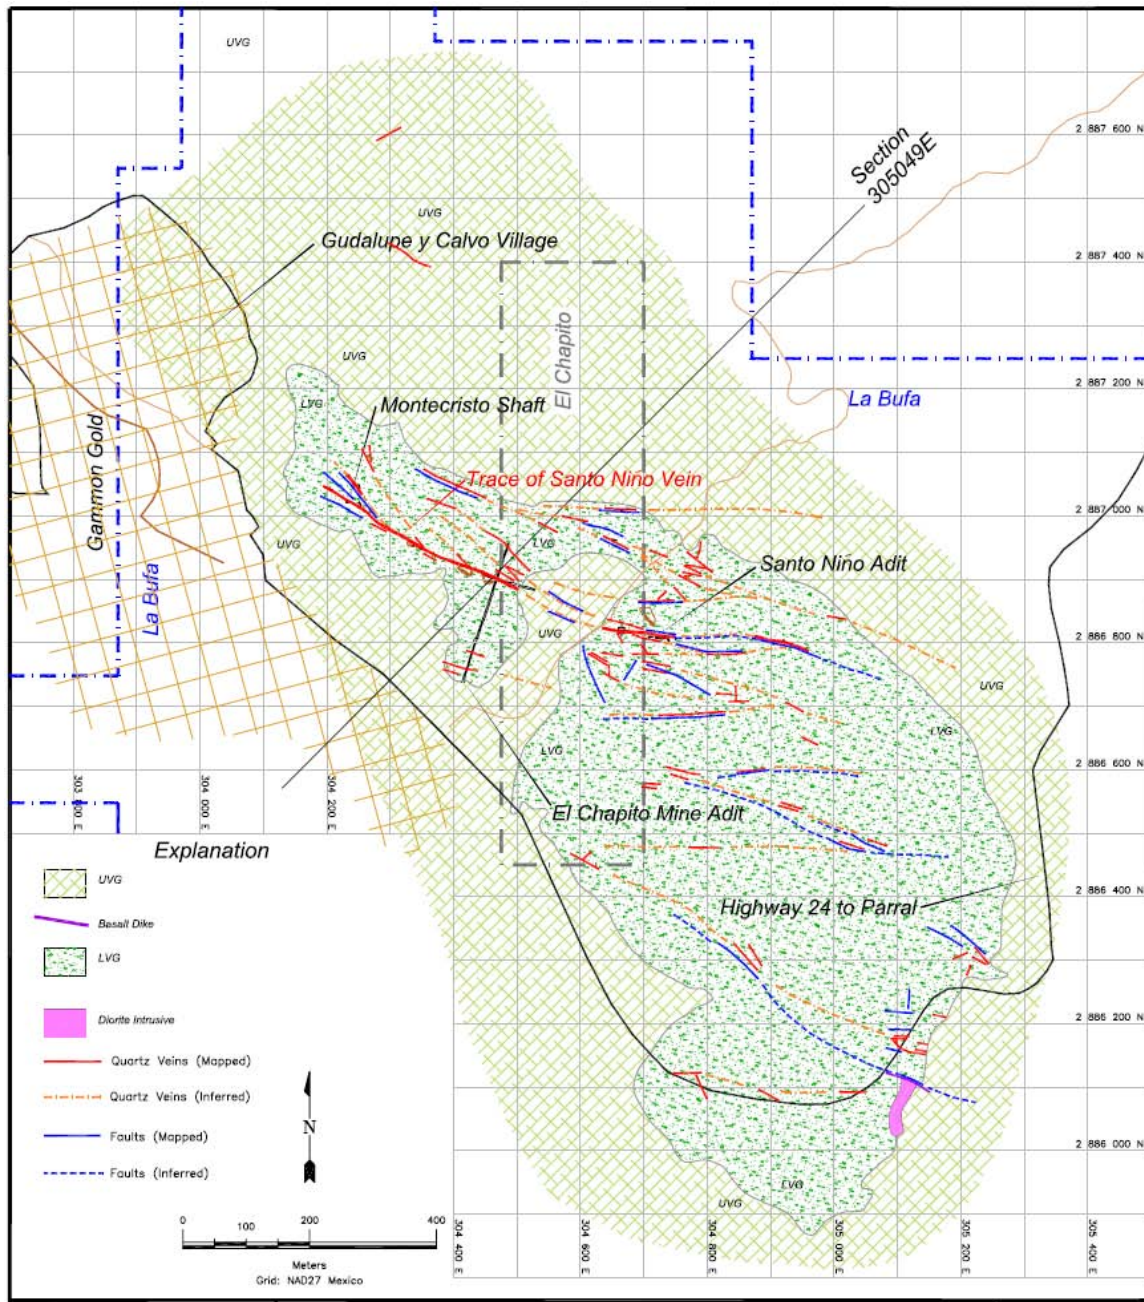 UVG
2 887 600 N
Section
305049E
UVG
Gudalupe y Calvo Village
2 887 400 N
El Chapito
UVG
2 887 200 N
La Bufa
LVG
Montecristo Shaft
Gammon Gold
Trace of Santo Niño Vein
2 887 000 N
UVG
LVG
Santo Niño Adit
La Bufa
UVG
2 886 800 N
UVG
LVG
LVG
2 886 600 N
303 800 E
304 000 E
304 200 E
El Chapito Mine Adit
Explanation
UVG
2 886 400 N
Highway 24 to Parral
Basalt Dike
LVG
Diorite Intrusive
2 886 200 N
Quartz Veins (Mapped)
Quartz Veins (Inferred)
N
Faults (Mapped)
2 886 000 N
Faults (Inferred)
LVG
UVG
0 100 200 400
Meters
Grid: NAD27 Mexico
304 400 E
304 600 E
304 800 E
305 000 E
305 200 E
305 400 E